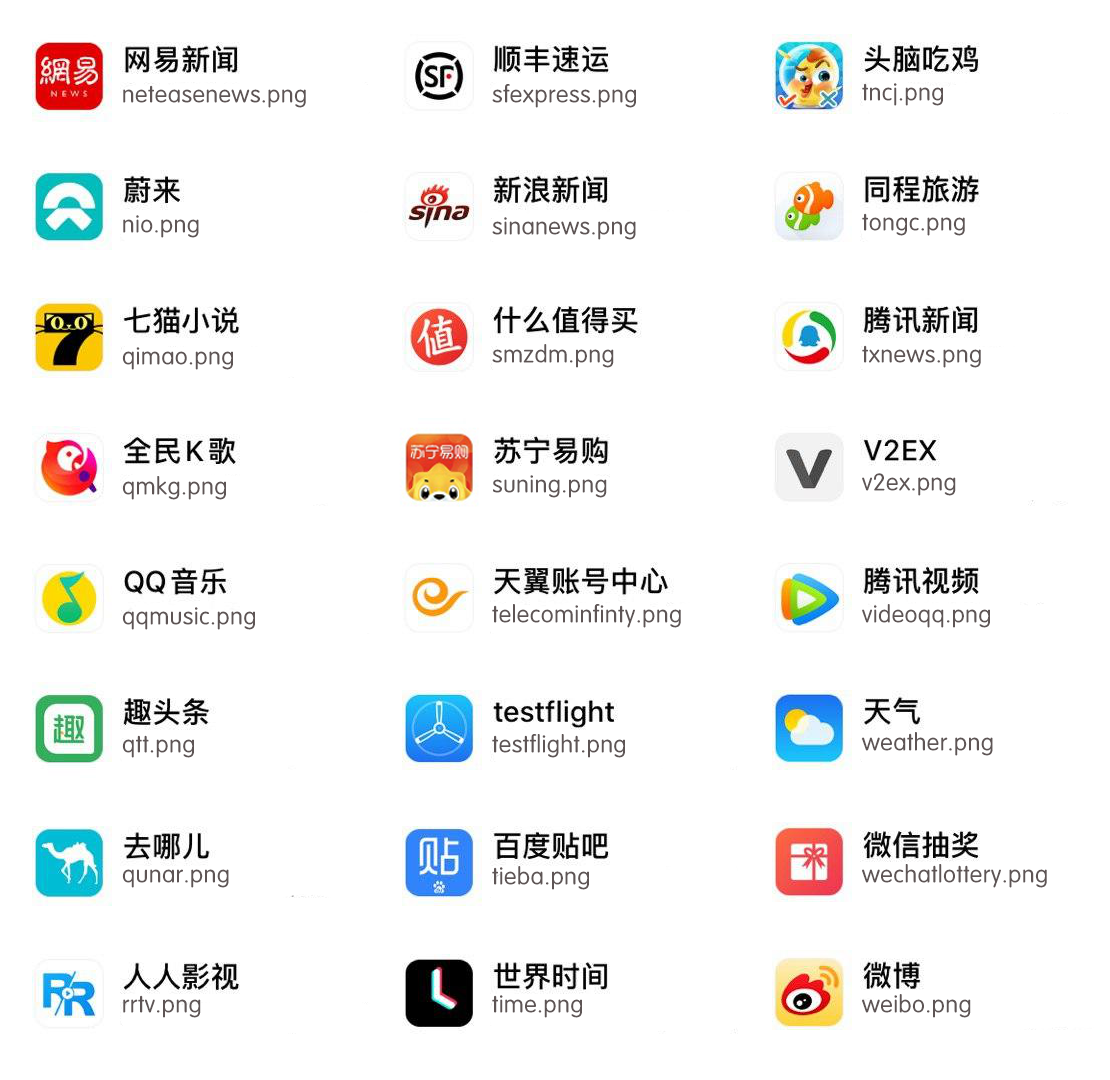 網易
NEWS
网易新闻
neteasenews.png
SF
顺丰速运
sfexpress.png
头脑吃鸡
tncj.png
蔚来
nio.png
sina
新浪新闻
sinanews.png
同程旅游
tongc.png
七猫小说
qimao.png
值
什么值得买
smzdm.png
腾讯新闻
txnews.png
全民K歌
qmkg.png
苏宁易购
苏宁易购
suning.png
V
V2EX
v2ex.png
QQ音乐
qqmusic.png
天翼账号中心
telecominfinty.png
腾讯视频
videoqq.png
趣
趣头条
qtt.png
testflight
testflight.png
天气
weather.png
去哪儿
qunar.png
贴
百度贴吧
tieba.png
微信抽奖
wechatlottery.png
RR
人人影视
rrtv.png
世界时间
time.png
微博
weibo.png